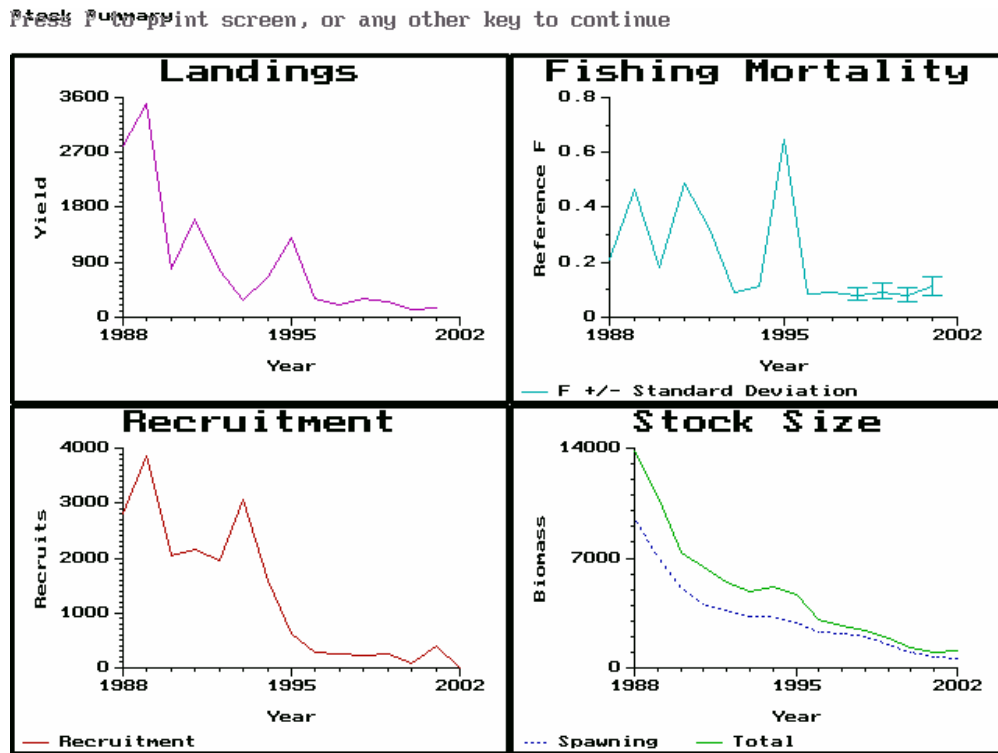 Stock Summary
Press P to print screen, or any other key to continue
Landings
3600
2700
1800
900
0
Yield
1988 1995 2002
Year
Fishing Mortality
0.8
0.6
0.4
0.2
0
Reference F
1988 1995 2002
Year
F +/- Standard Deviation
Recruitment
4000
3000
2000
1000
0
Recruits
1988 1995 2002
Year
Recruitment
Stock Size
14000
7000
0
Biomass
1988 1995 2002
Year
Spawning Total